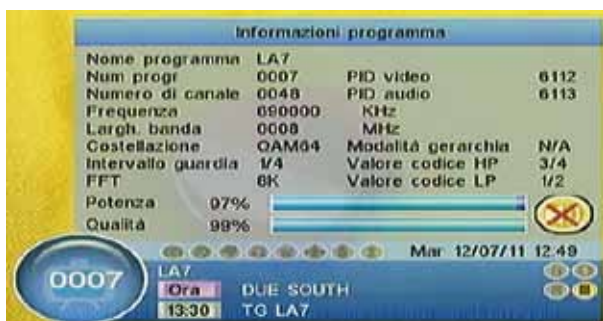 Informazioni programma
Nome programma LA7
Num progr 0007 PID video 6112
Numero di canale 0048 PID audio 6113
Frequenza 690000 KHz
Largh. banda 0008 MHz
Costellazione QAM64 Modalità gerarchia N/A
Intervallo guardia 1/4 Valore codice HP 3/4
FFT 8K Valore codice LP 1/2
Potenza 97%
Qualità 99%
Mar 12/07/11 12.49
0007
LA7
Ora DUE SOUTH
13:30 TG LA7